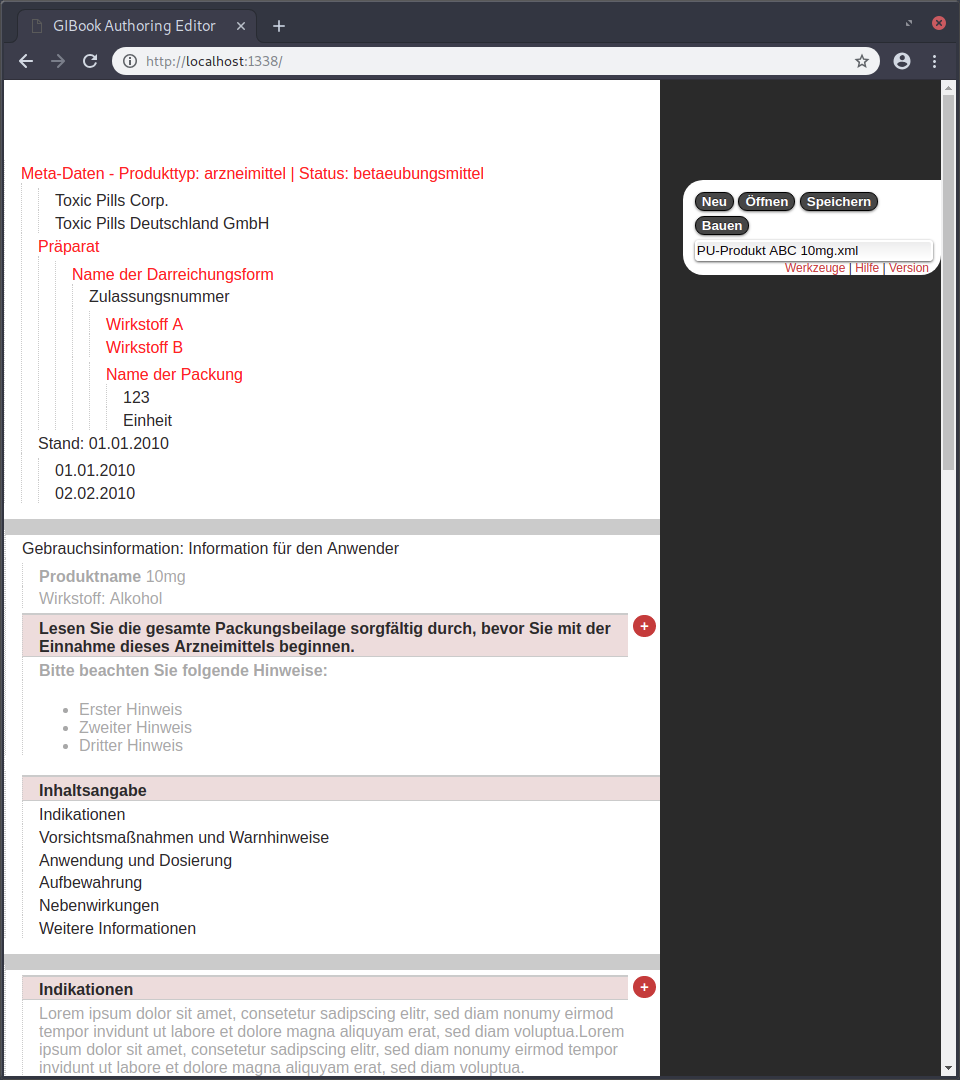 GIBook Authoring Editor
http://localhost:1338/
Meta-Daten - Produkttyp: arzneimittel | Status: betaeubungsmittel
Toxic Pills Corp.
Toxic Pills Deutschland GmbH
Präparat
Name der Darreichungsform
Zulassungsnummer
Wirkstoff A
Wirkstoff B
Name der Packung
123
Einheit
Stand: 01.01.2010
01.01.2010
02.02.2010
Neu Öffnen Speichern
Bauen
PU-Produkt ABC 10mg.xml
Werkzeuge | Hilfe | Version
Gebrauchsinformation: Information für den Anwender
Produktname 10mg
Wirkstoff: Alkohol
Lesen Sie die gesamte Packungsbeilage sorgfältig durch, bevor Sie mit der
Einnahme dieses Arzneimittels beginnen.
Bitte beachten Sie folgende Hinweise:
• Erster Hinweis
• Zweiter Hinweis
• Dritter Hinweis
Inhaltsangabe
Indikationen
Vorsichtsmaßnahmen und Warnhinweise
Anwendung und Dosierung
Aufbewahrung
Nebenwirkungen
Weitere Informationen
Indikationen
Lorem ipsum dolor sit amet, consetetur sadipscing elitr, sed diam nonumy eirmod
tempor invidunt ut labore et dolore magna aliquyam erat, sed diam voluptua.Lorem
ipsum dolor sit amet, consetetur sadipscing elitr, sed diam nonumy eirmod tempor
invidunt ut labore et dolore magna aliquyam erat, sed diam voluptua.